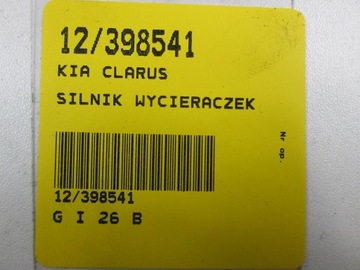 12/398541
KIA CLARUS
SILNIK WYCIERACZEK
Nr op.
12/398541
G I 26 B